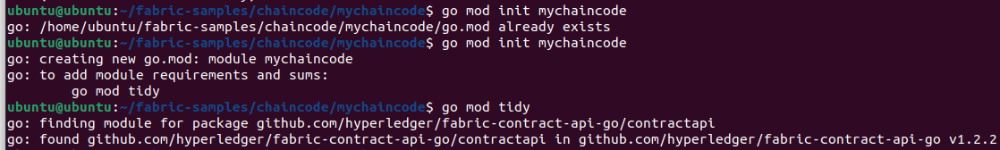 ubuntu@ubuntu:~/fabric-samples/chaincode/mychaincode$ go mod init mychaincode
go: /home/ubuntu/fabric-samples/chaincode/mychaincode/go.mod already exists
ubuntu@ubuntu:~/fabric-samples/chaincode/mychaincode$ go mod init mychaincode
go: creating new go.mod: module mychaincode
go: to add module requirements and sums:
        go mod tidy
ubuntu@ubuntu:~/fabric-samples/chaincode/mychaincode$ go mod tidy
go: finding module for package github.com/hyperledger/fabric-contract-api-go/contractapi
go: found github.com/hyperledger/fabric-contract-api-go/contractapi in github.com/hyperledger/fabric-contract-api-go v1.2.2